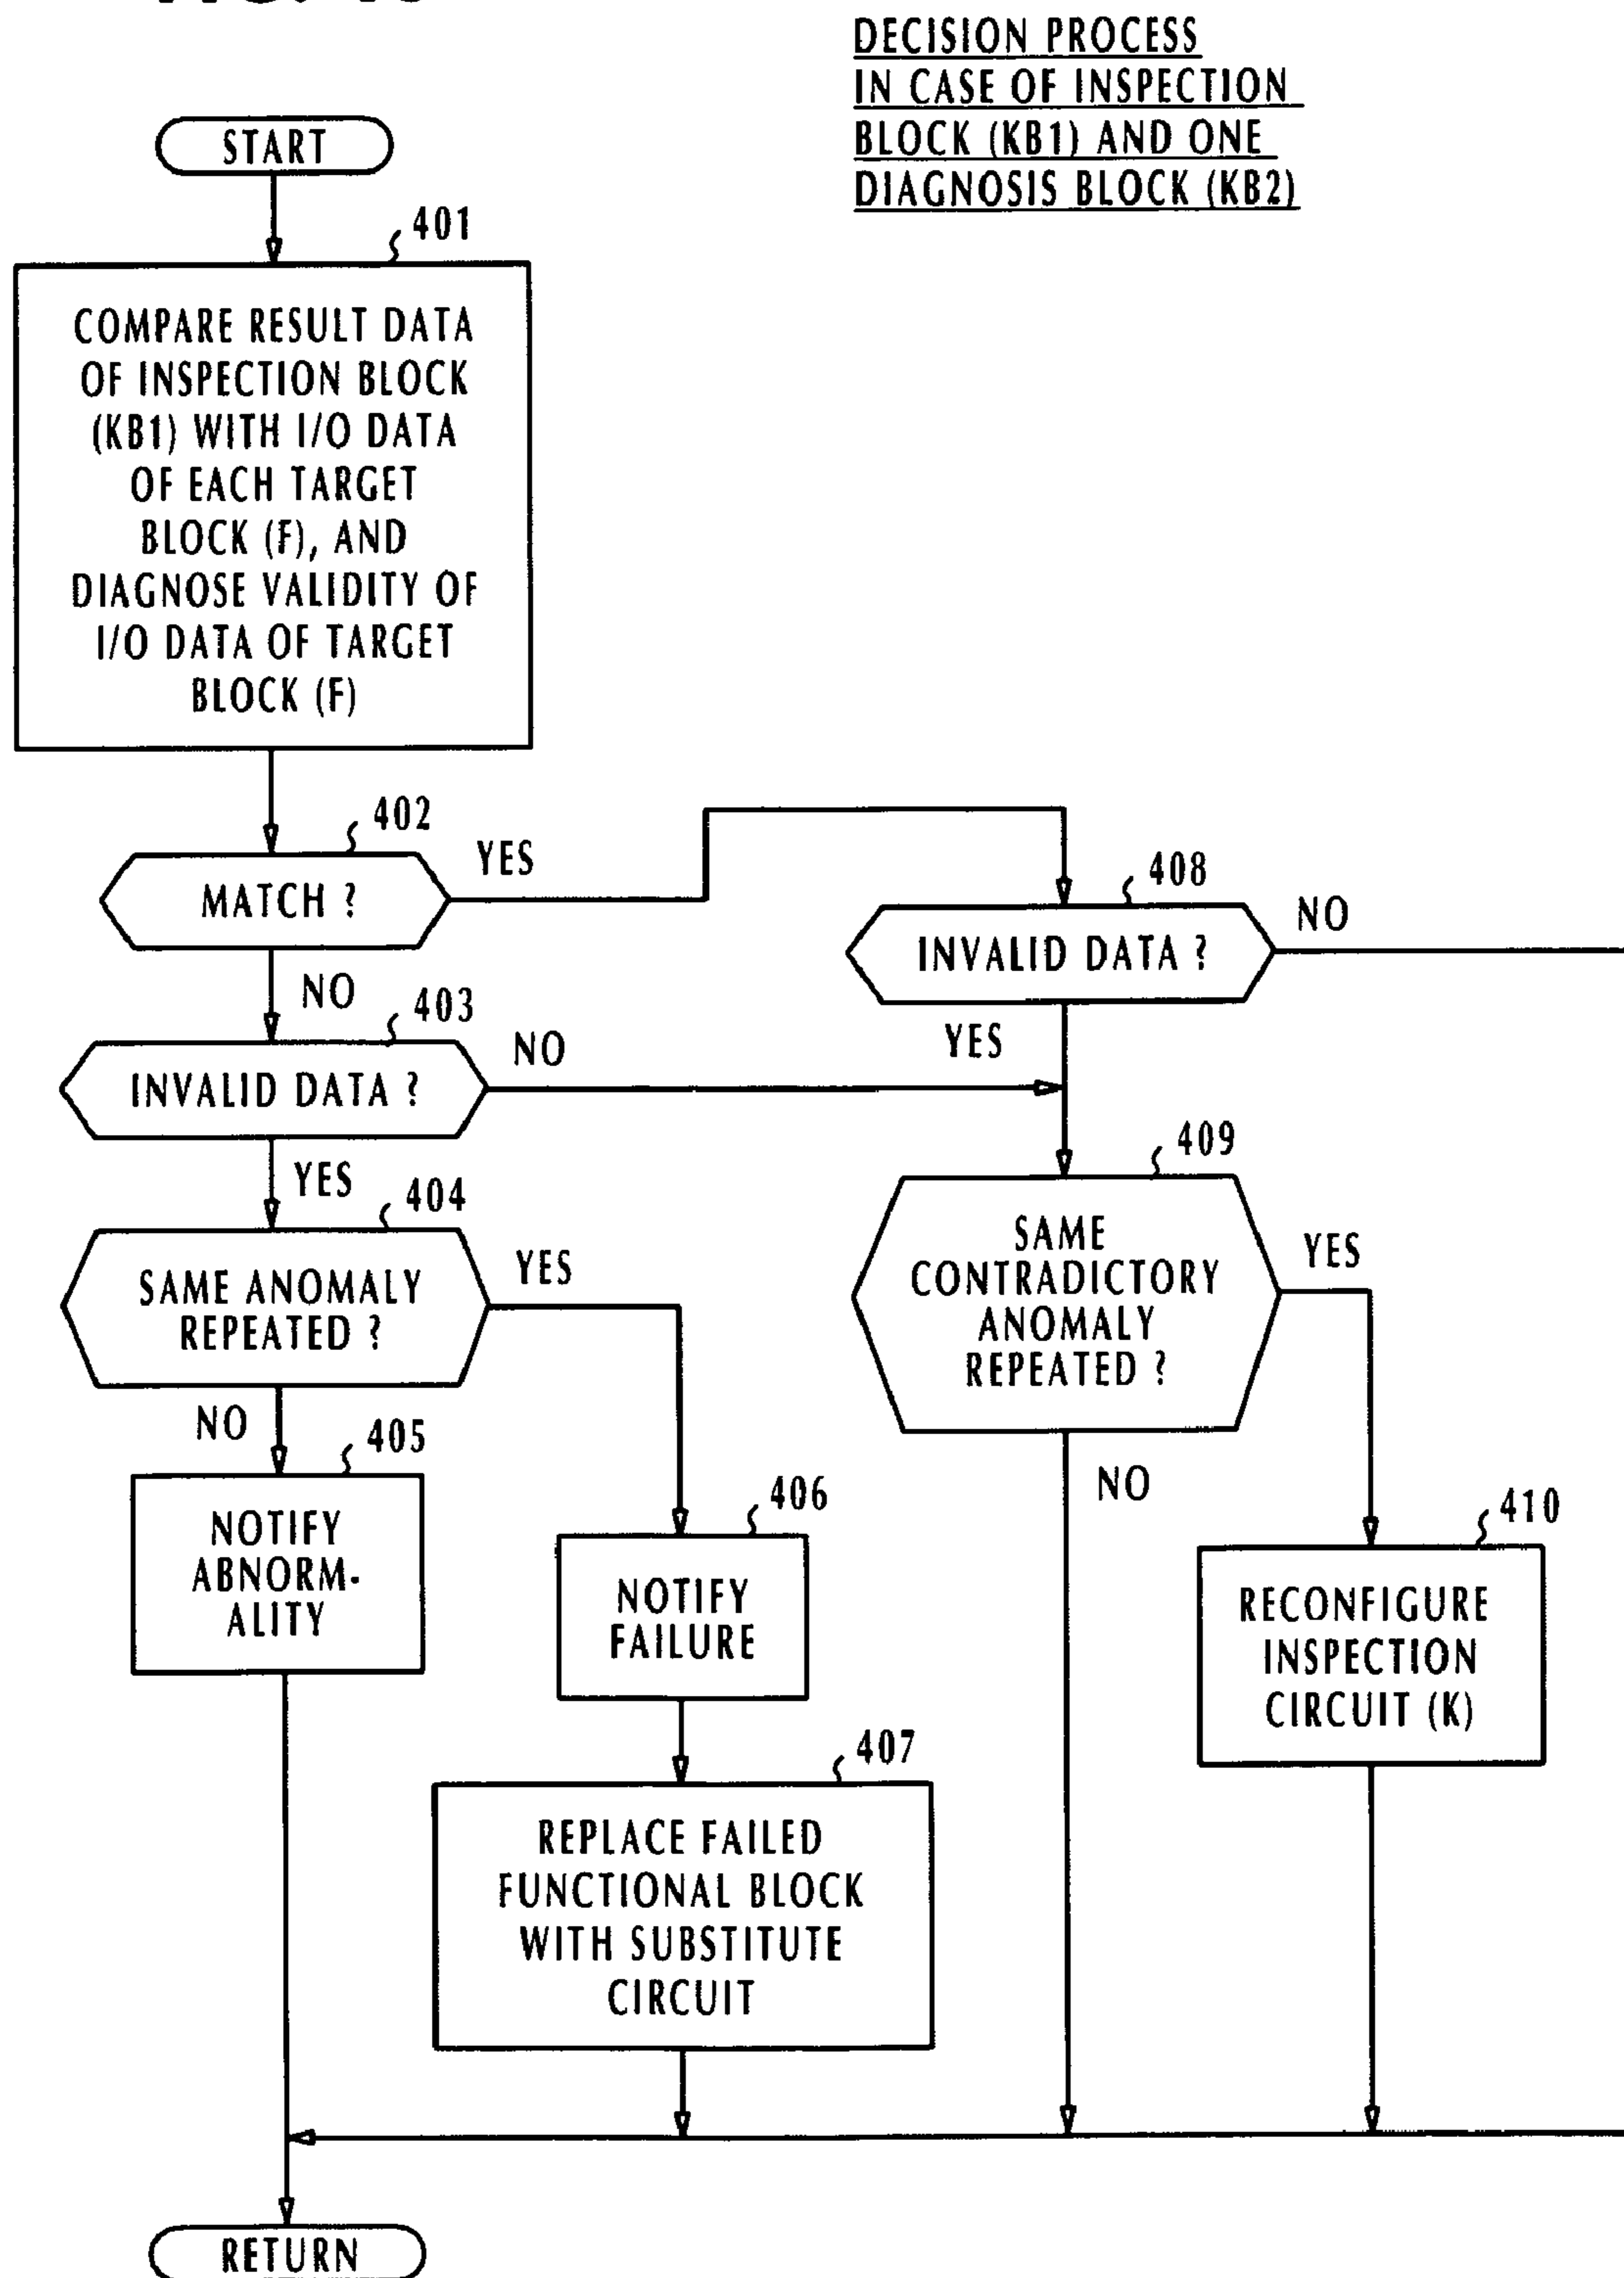 DECISION PROCESS
IN CASE OF INSPECTION
BLOCK (KB1) AND ONE
DIAGNOSIS BLOCK (KB2)
START
401
COMPARE RESULT DATA
OF INSPECTION BLOCK
(KB1) WITH I/O DATA
OF EACH TARGET
BLOCK (F), AND
DIAGNOSE VALIDITY OF
I/O DATA OF TARGET
BLOCK (F)
402
MATCH ?
YES
NO
408
INVALID DATA ?
NO
YES
403
INVALID DATA ?
NO
YES
404
SAME ANOMALY
REPEATED ?
YES
NO
409
SAME
CONTRADICTORY
ANOMALY
REPEATED ?
YES
NO
405
NOTIFY
ABNORM-
ALITY
406
NOTIFY
FAILURE
410
RECONFIGURE
INSPECTION
CIRCUIT (K)
407
REPLACE FAILED
FUNCTIONAL BLOCK
WITH SUBSTITUTE
CIRCUIT
RETURN